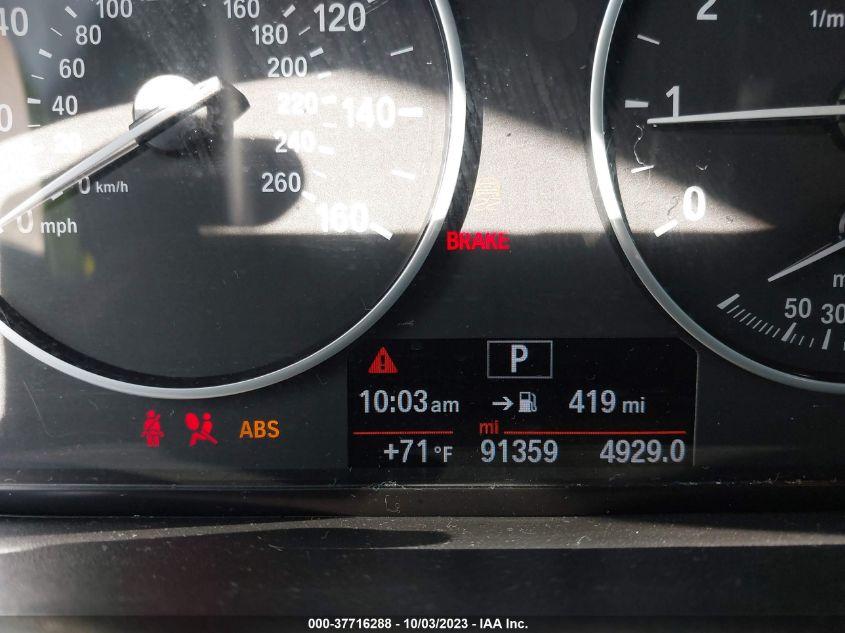 100 160 120 2 1/m
80 180
60 200
40 220 140 1
20 240
0 km/h 260 0
0 mph 160
BRAKE
50 30
P
10:03 am 419 mi
ABS mi
+71 °F 91359 4929.0
000-37716288 - 10/03/2023 - IAA Inc.